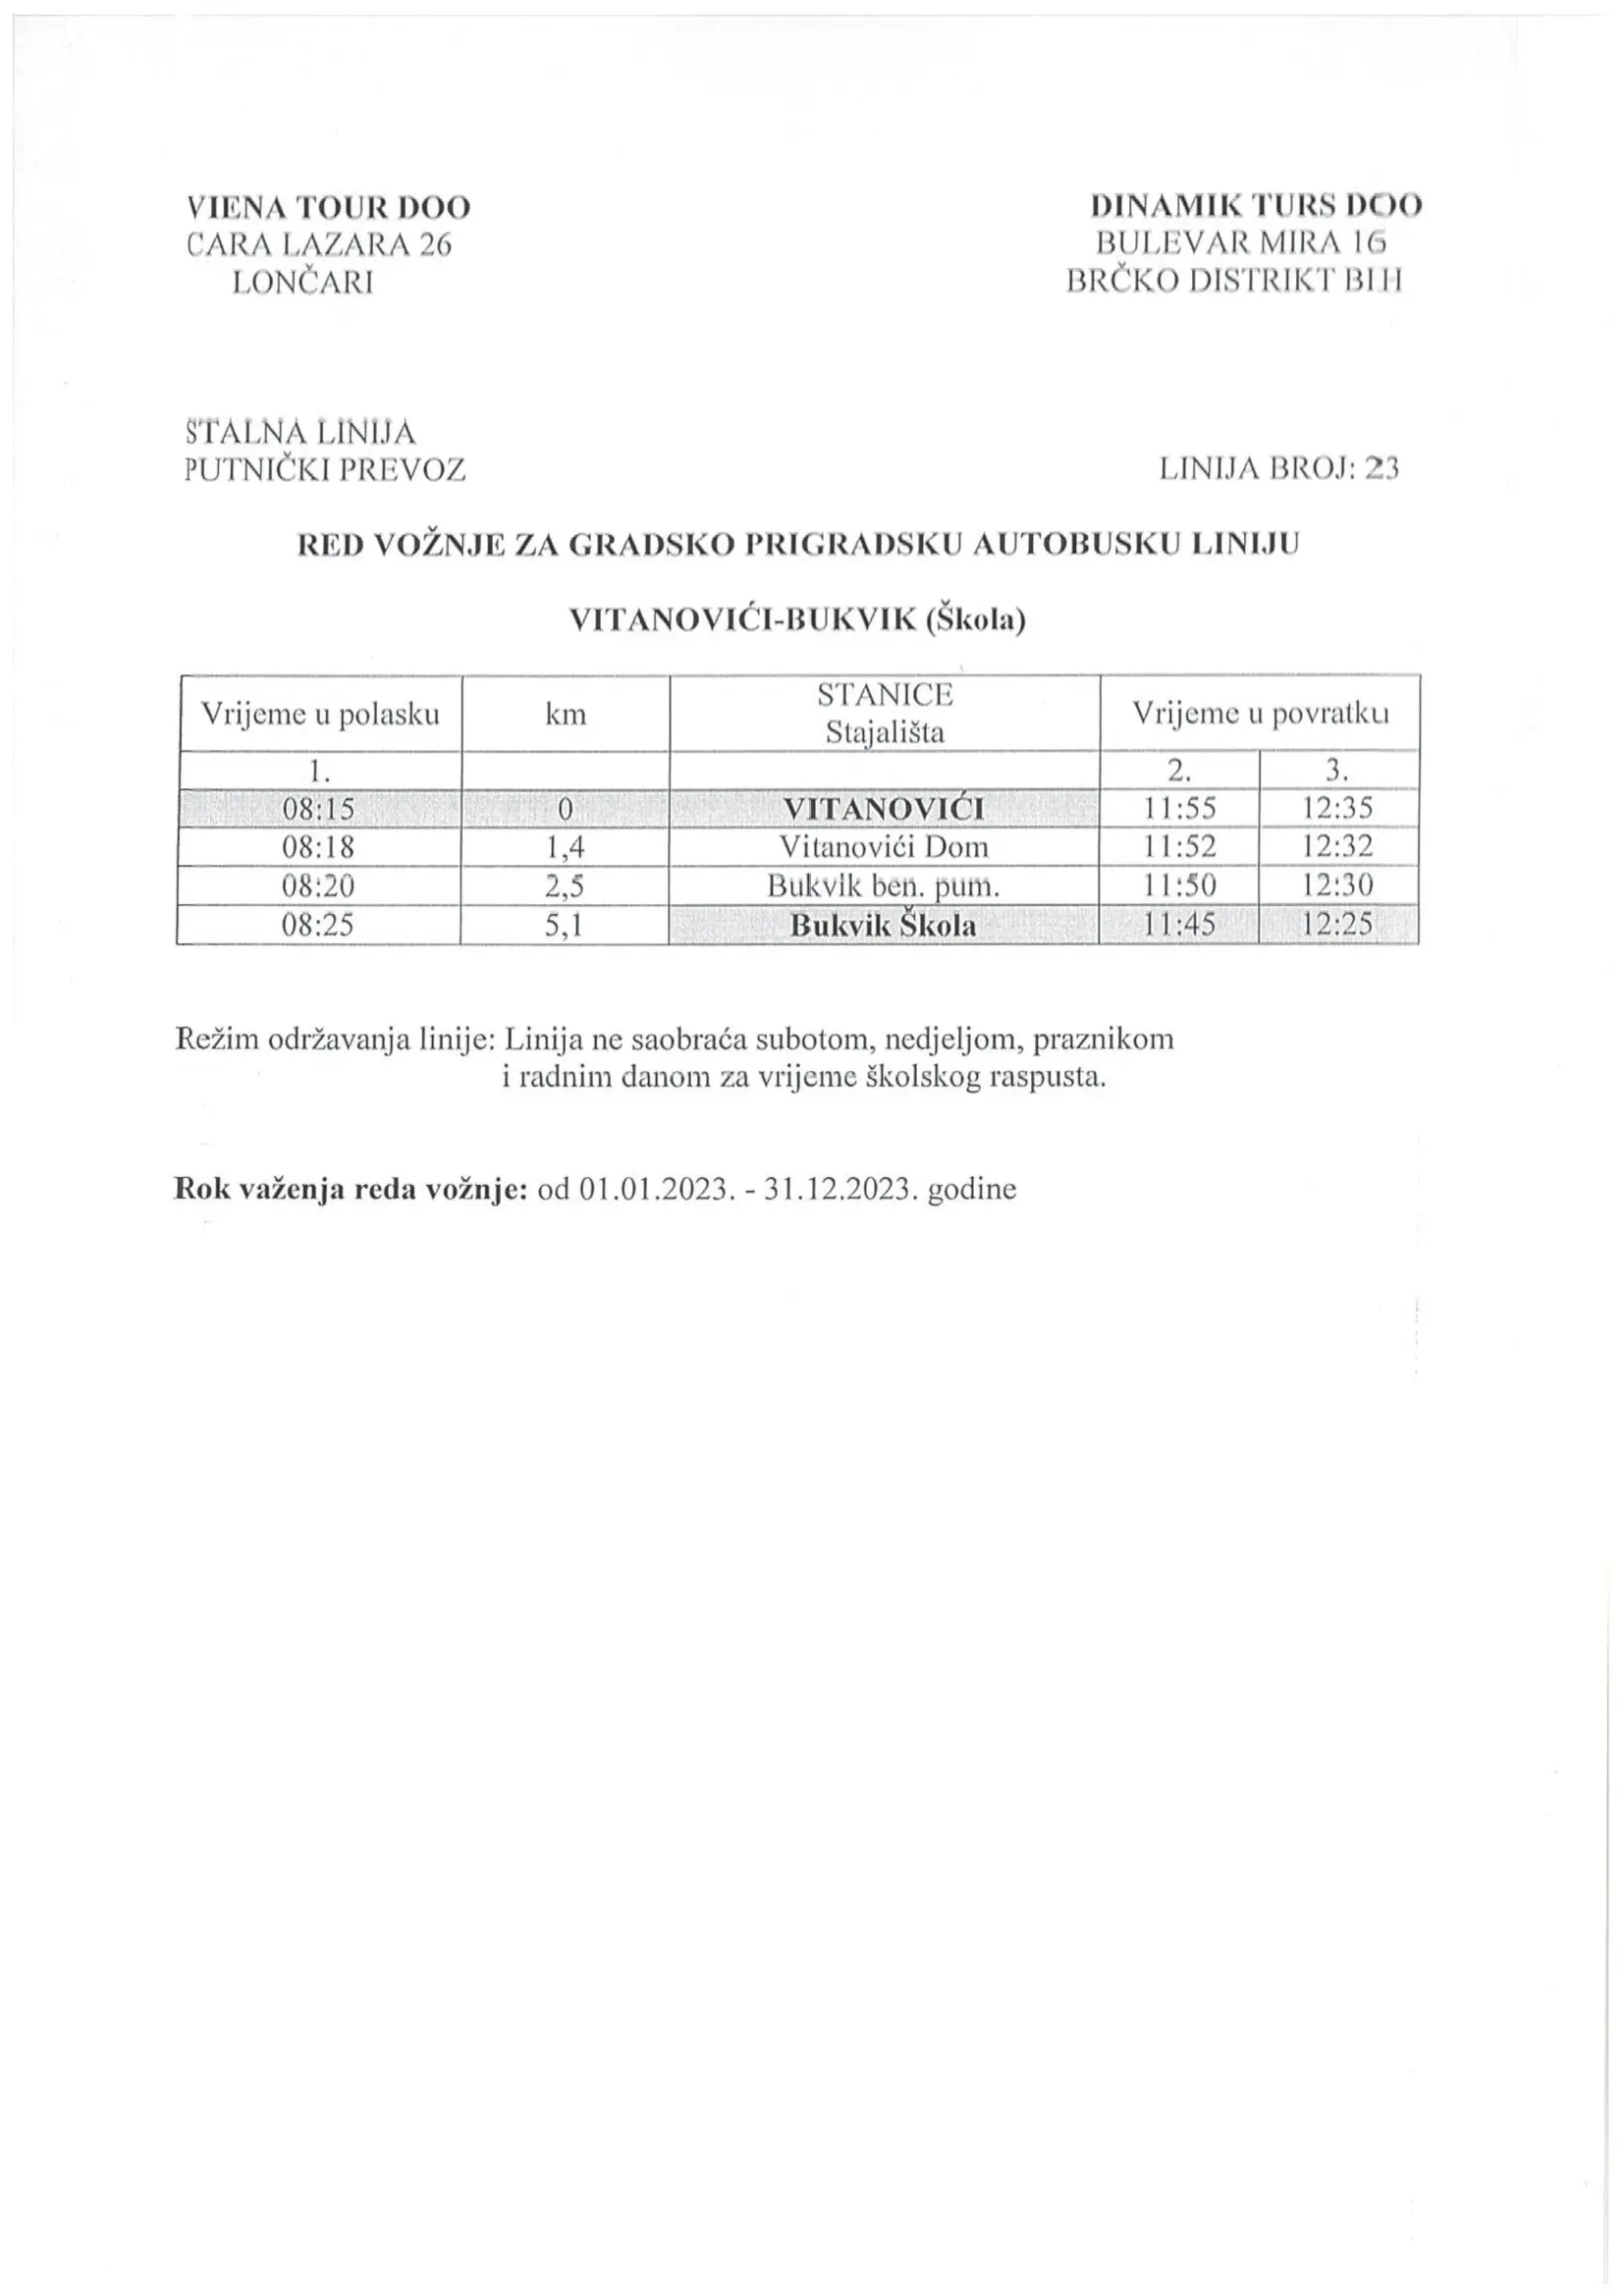 VIENA TOUR DOO
CARA LAZARA 26
LONČARI
DINAMIK TURS DOO
BULEVAR MIRA 16
BRČKO DISTRIKT BIH
STALNA LINIJA
PUTNIČKI PREVOZ
LINIJA BROJ: 23
RED VOŽNJE ZA GRADSKO PRIGRADSKU AUTOBUSKU LINIJU
VITANOVIĆI-BUKVIK (Škola)
Vrijeme u polasku km STANICE Vrijeme u povratku
Stajališta
1. 2. 3.
08:15 0 VITANOVIĆI 11:55 12:35
08:18 1,4 Vitanovići Dom 11:52 12:32
08:20 2,5 Bukvik ben. pum. 11:50 12:30
08:25 5,1 Bukvik Škola 11:45 12:25
Režim održavanja linije: Linija ne saobraća subotom, nedjeljom, praznikom
i radnim danom za vrijeme školskog raspusta.
Rok važenja reda vožnje: od 01.01.2023. - 31.12.2023. godine